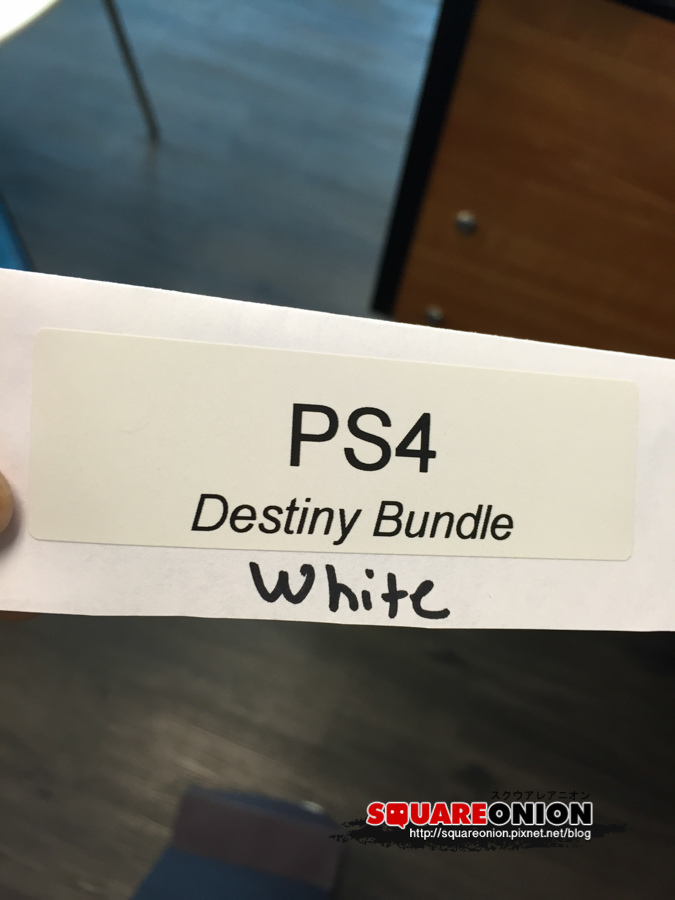 PS4
Destiny Bundle
White
スクウアレアニオン
SQUAREONION
http://squareonion.pixnet.net/blog